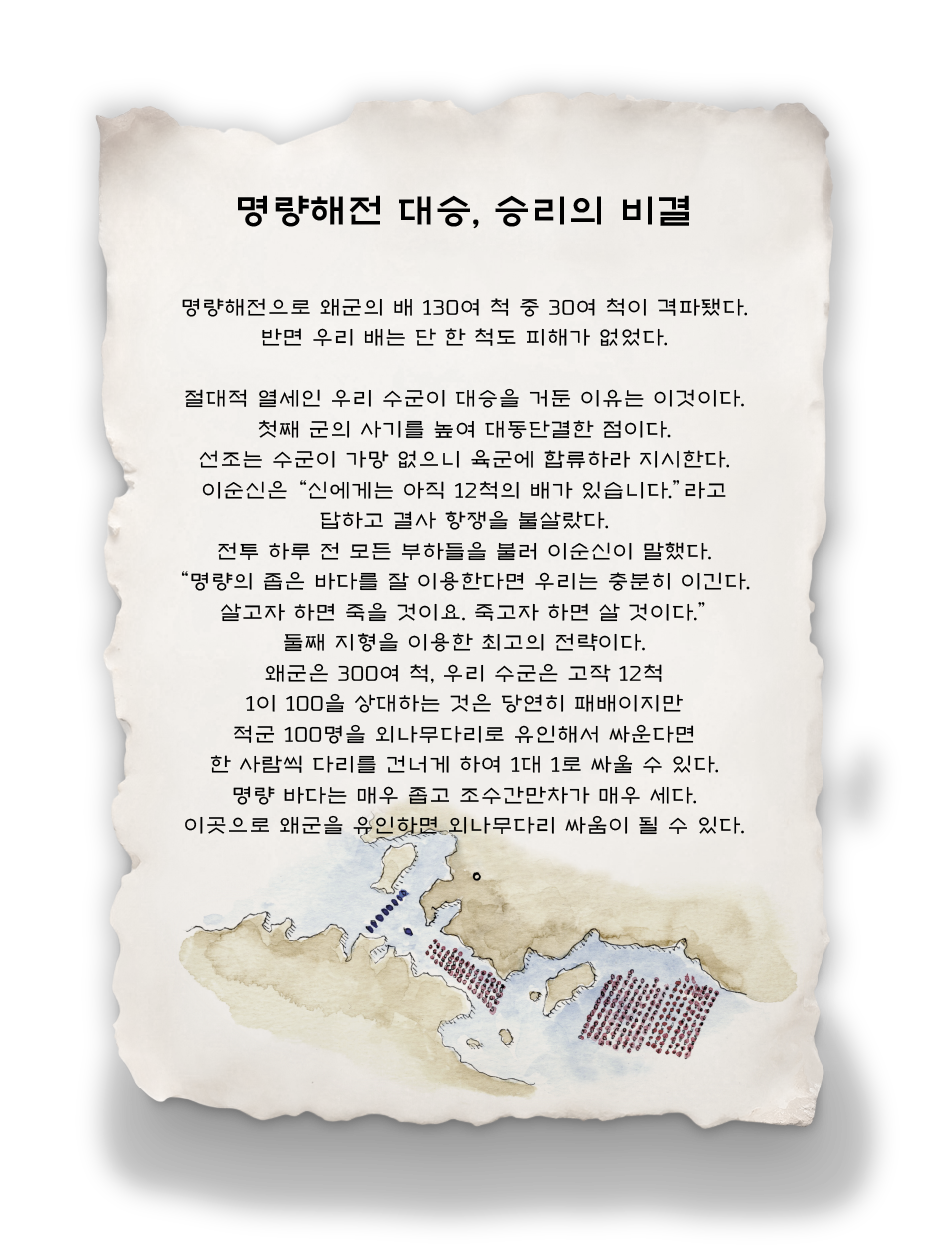 명량해전 대승, 승리의 비결
명량해전으로 왜군의 배 130여 척 중 30여 척이 격파됐다.
반면 우리 배는 단 한 척도 피해가 없었다.
절대적 열세인 우리 수군이 대승을 거둔 이유는 이것이다.
첫째 군의 사기를 높여 대동단결한 점이다.
선조는 수군이 가망 없으니 육군에 합류하라 지시한다.
이순신은 “신에게는 아직 12척의 배가 있습니다.”라고
답하고 결사 항쟁을 불살랐다.
전투 하루 전 모든 부하들을 불러 이순신이 말했다.
“명량의 좁은 바다를 잘 이용한다면 우리는 충분히 이긴다.
살고자 하면 죽을 것이요. 죽고자 하면 살 것이다.”
둘째 지형을 이용한 최고의 전략이다.
왜군은 300여 척, 우리 수군은 고작 12척
1이 100을 상대하는 것은 당연히 패배이지만
적군 100명을 외나무다리로 유인해서 싸운다면
한 사람씩 다리를 건너게 하여 1대 1로 싸울 수 있다.
명량 바다는 매우 좁고 조수간만차가 매우 세다.
이곳으로 왜군을 유인하면 외나무다리 싸움이 될 수 있다.